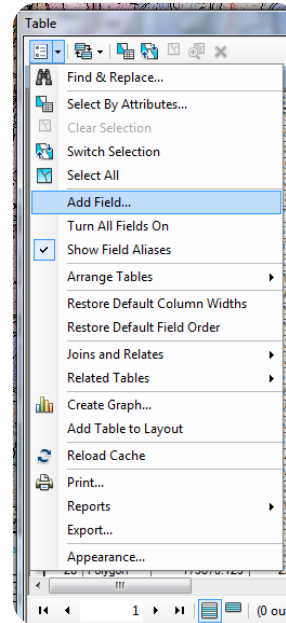 Table
Find & Replace...
Select By Attributes...
Clear Selection
Switch Selection
Select All
Add Field...
Turn All Fields On
Show Field Aliases
Arrange Tables
Restore Default Column Widths
Restore Default Field Order
Joins and Relates
Related Tables
Create Graph...
Add Table to Layout
Reload Cache
Print...
Reports
Export...
Appearance...
1
(0 ou